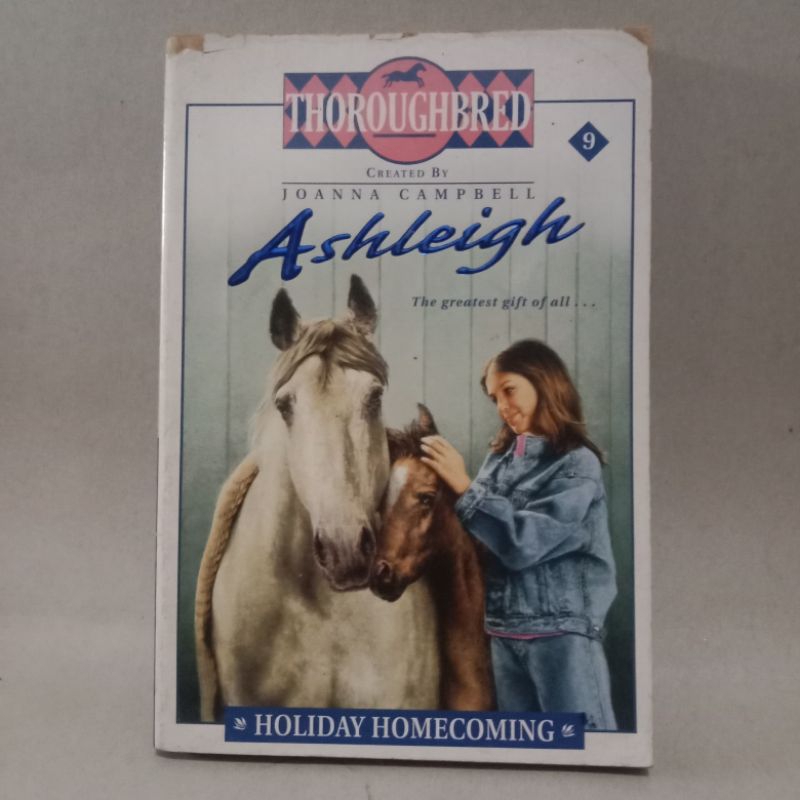 THOROUGHBRED
9
CREATED BY
JOANNA CAMPBELL
Ashleigh
The greatest gift of all . . .
HOLIDAY HOMECOMING